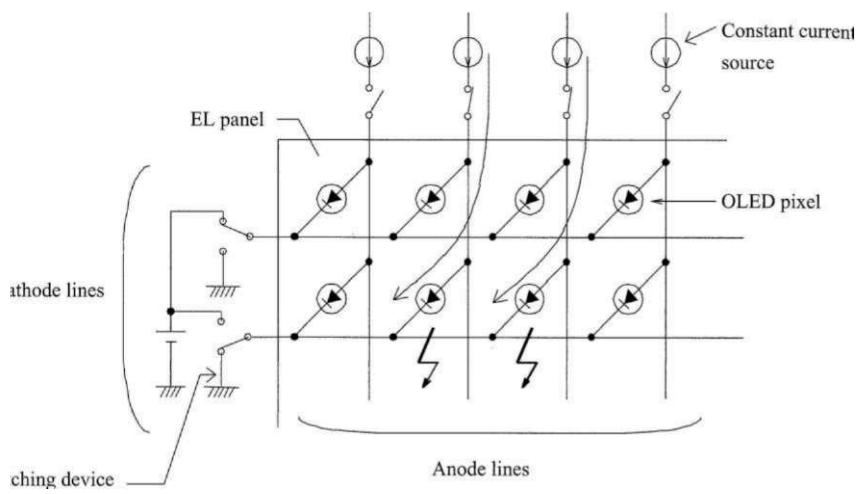 Constant current
source
EL panel
OLED pixel
athode lines
ching device
Anode lines